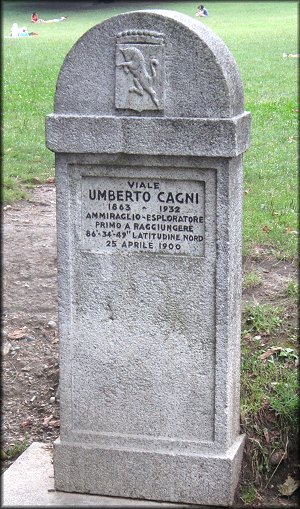 VIALE
UMBERTO CAGNI
1863 - 1932
AMMIRAGLIO-ESPLORATORE
PRIMO A RAGGIUNGERE
86°-34'-49" LATITUDINE NORD
25 APRILE 1900